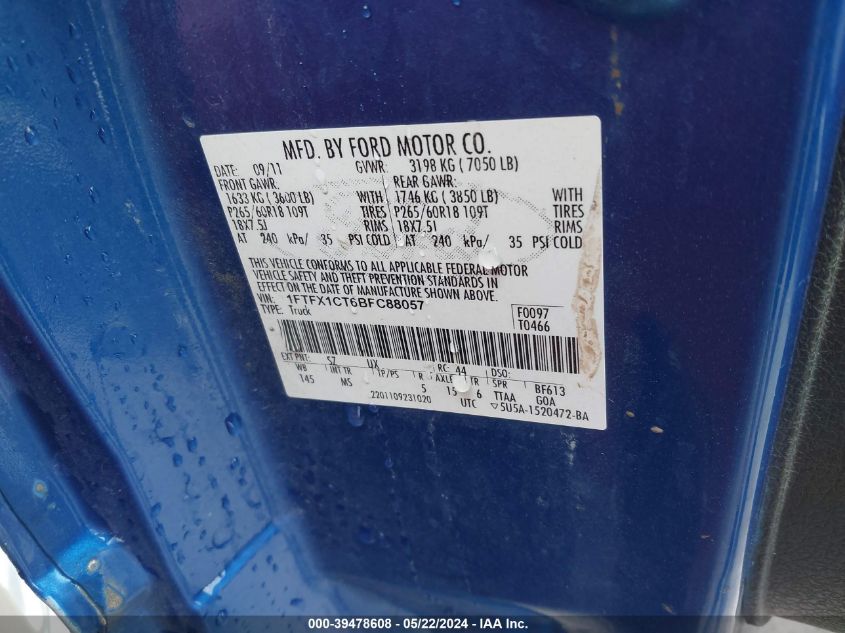 MFD. BY FORD MOTOR CO.
DATE: 09/11 GVWR: 3198 KG ( 7050 LB)
FRONT GAWR: REAR GAWR:
1633 KG ( 3600 LB) WITH 1746 KG ( 3850 LB) WITH
P265/60R18 109T TIRES P265/60R18 109T TIRES
18X7.5J RIMS 18X7.5J RIMS
AT 240 kPa/ 35 PSI COLD AT 240 kPa/ 35 PSI COLD
THIS VEHICLE CONFORMS TO ALL APPLICABLE FEDERAL MOTOR
VEHICLE SAFETY AND THEFT PREVENTION STANDARDS IN
EFFECT ON THE DATE OF MANUFACTURE SHOWN ABOVE.
VIN: 1FTFX1CT6BFC88057 F0097
TYPE: Truck T0466
EXT PNT: SZ UX RC: 44 DSO:
WB INT TR TP/PS R AXLE TR SPR BF613
145 MS 5 15 6 TTAA GOA
2201109231020 UTC 5U5A-1520472-BA
000-39478608 - 05/22/2024 - IAA Inc.